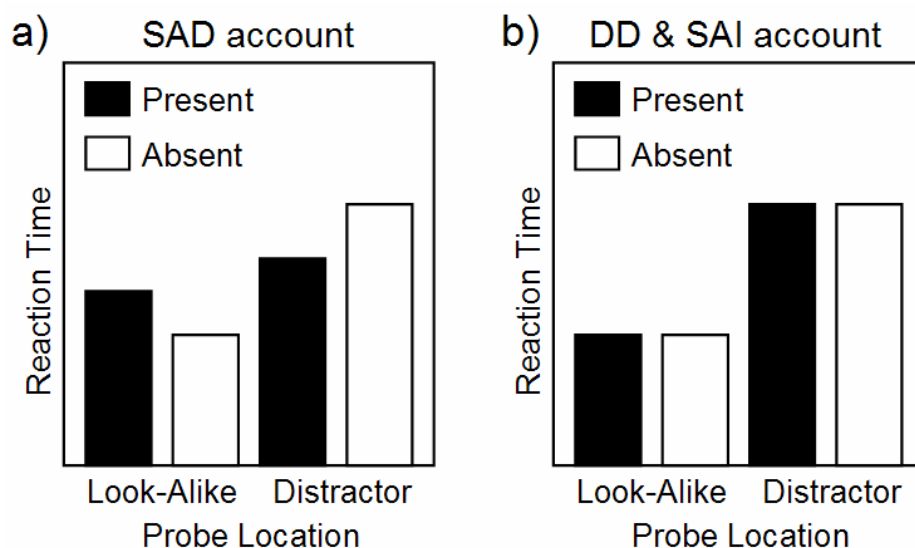 a) SAD account
Present
Absent
Reaction Time
Look-Alike Distractor
Probe Location
b) DD & SAI account
Present
Absent
Reaction Time
Look-Alike Distractor
Probe Location